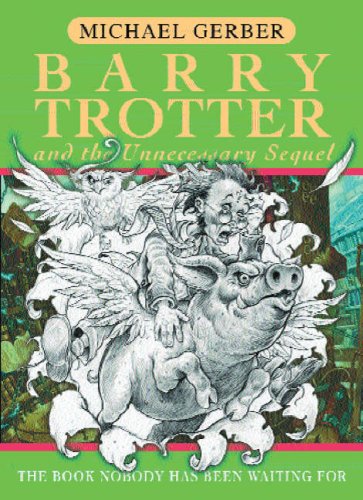 MICHAEL GERBER
BARRY
TROTTER
and the Unnecessary Sequel
THE BOOK NOBODY HAS BEEN WAITING FOR